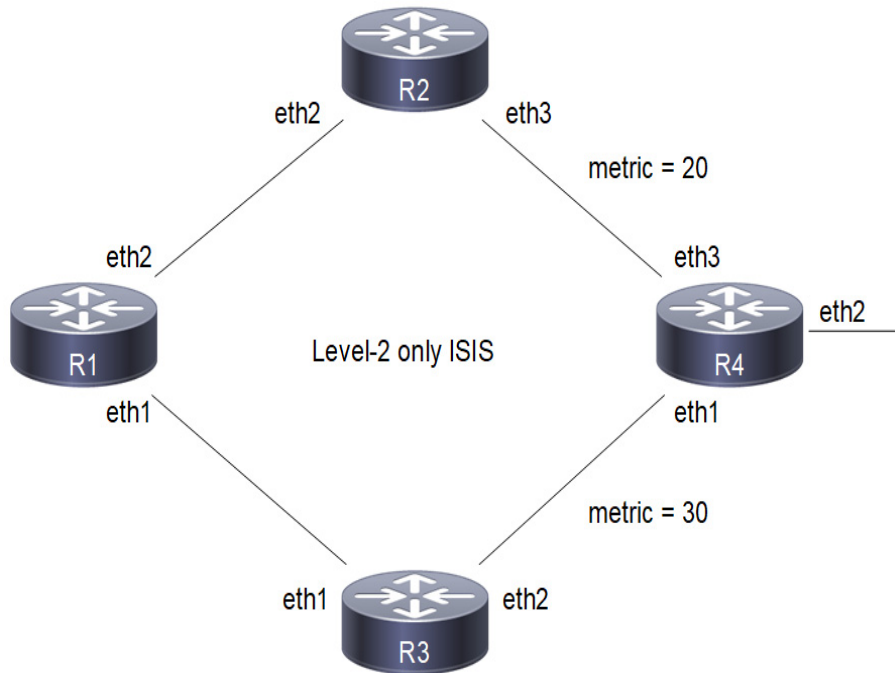 R2
eth2
eth3
metric = 20
eth2
eth3
eth2
R1
Level-2 only ISIS
R4
eth1
eth1
metric = 30
eth1
eth2
R3